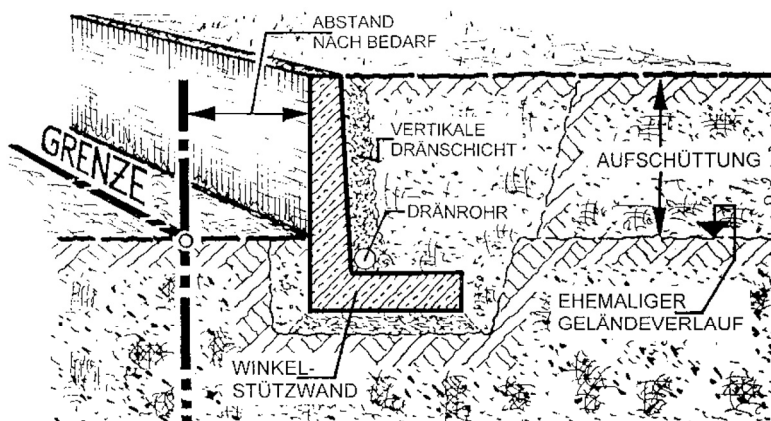 ABSTAND
NACH BEDARF
GRENZE
VERTIKALE
DRÄNSCHICHT
AUFSCHÜTTUNG
DRÄNROHR
EHEMALIGER
GELÄNDEVERLAUF
WINKEL-
STÜTZWAND